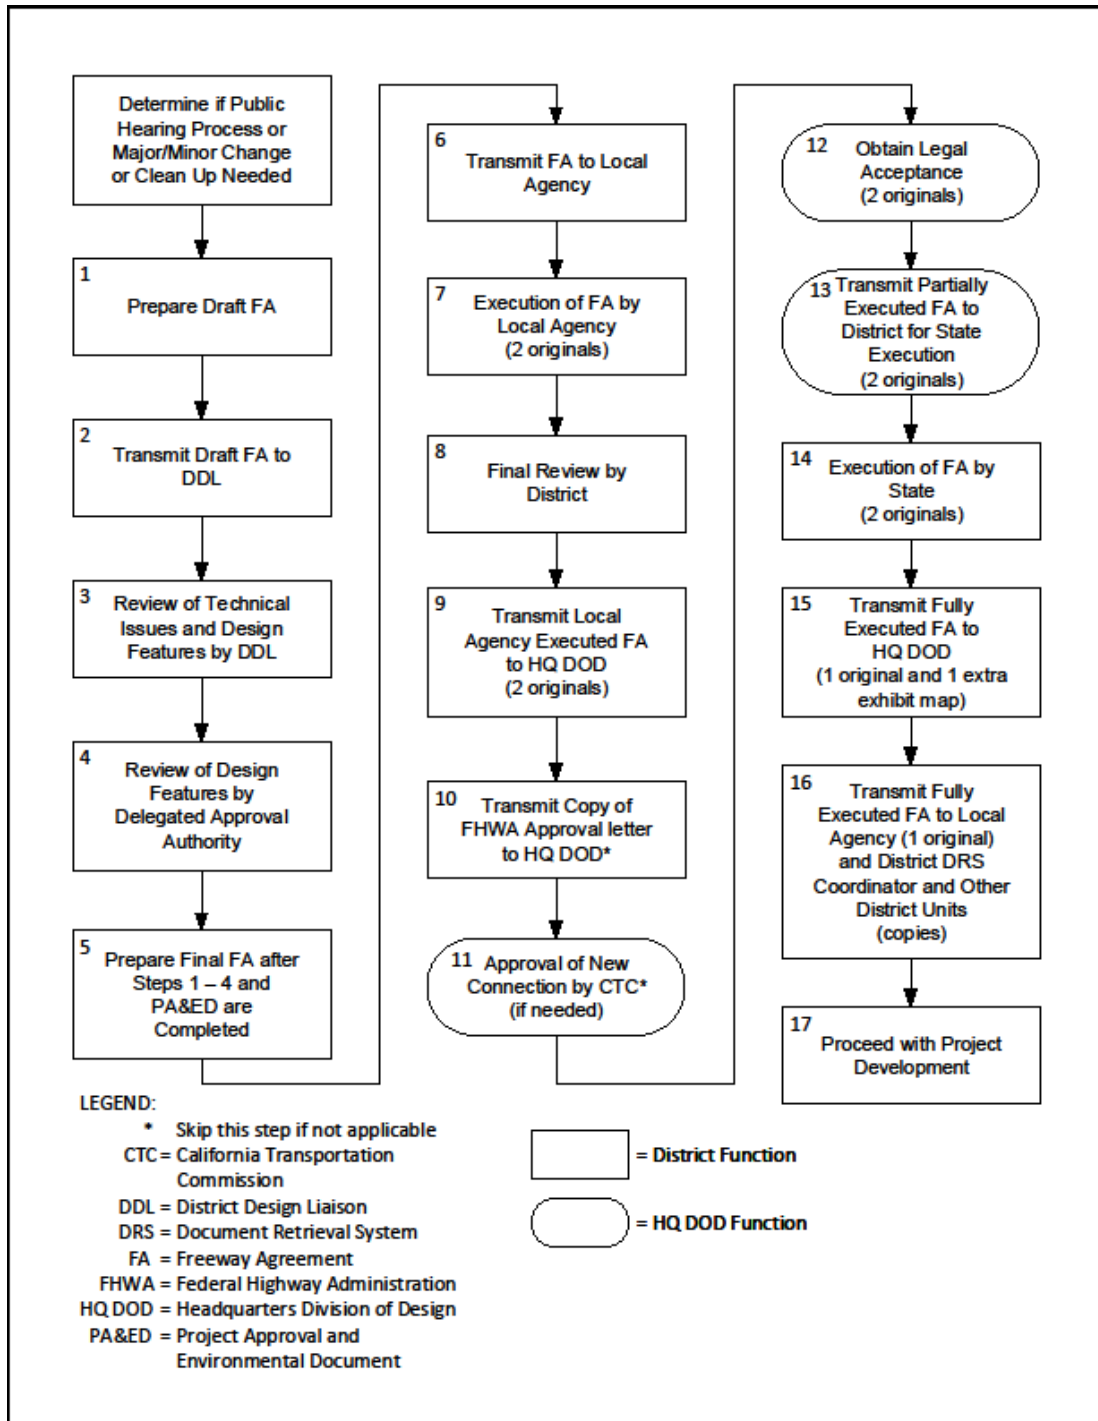 Determine if Public
Hearing Process or
Major/Minor Change
or Clean Up Needed
1
Prepare Draft FA
2
Transmit Draft FA to
DDL
3
Review of Technical
Issues and Design
Features by DDL
4
Review of Design
Features by
Delegated Approval
Authority
5
Prepare Final FA after
Steps 1 – 4 and
PA&ED are
Completed
6
Transmit FA to Local
Agency
7
Execution of FA by
Local Agency
(2 originals)
8
Final Review by
District
9
Transmit Local
Agency Executed FA
to HQ DOD
(2 originals)
10
Transmit Copy of
FHWA Approval letter
to HQ DOD*
11
Approval of New
Connection by CTC*
(if needed)
12
Obtain Legal
Acceptance
(2 originals)
13
Transmit Partially
Executed FA to
District for State
Execution
(2 originals)
14
Execution of FA by
State
(2 originals)
15
Transmit Fully
Executed FA to
HQ DOD
(1 original and 1 extra
exhibit map)
16
Transmit Fully
Executed FA to Local
Agency (1 original)
and District DRS
Coordinator and Other
District Units
(copies)
17
Proceed with Project
Development
LEGEND:
* Skip this step if not applicable
CTC = California Transportation
Commission
DDL = District Design Liaison
DRS = Document Retrieval System
FA = Freeway Agreement
FHWA = Federal Highway Administration
HQ DOD = Headquarters Division of Design
PA&ED = Project Approval and
Environmental Document
= District Function
= HQ DOD Function